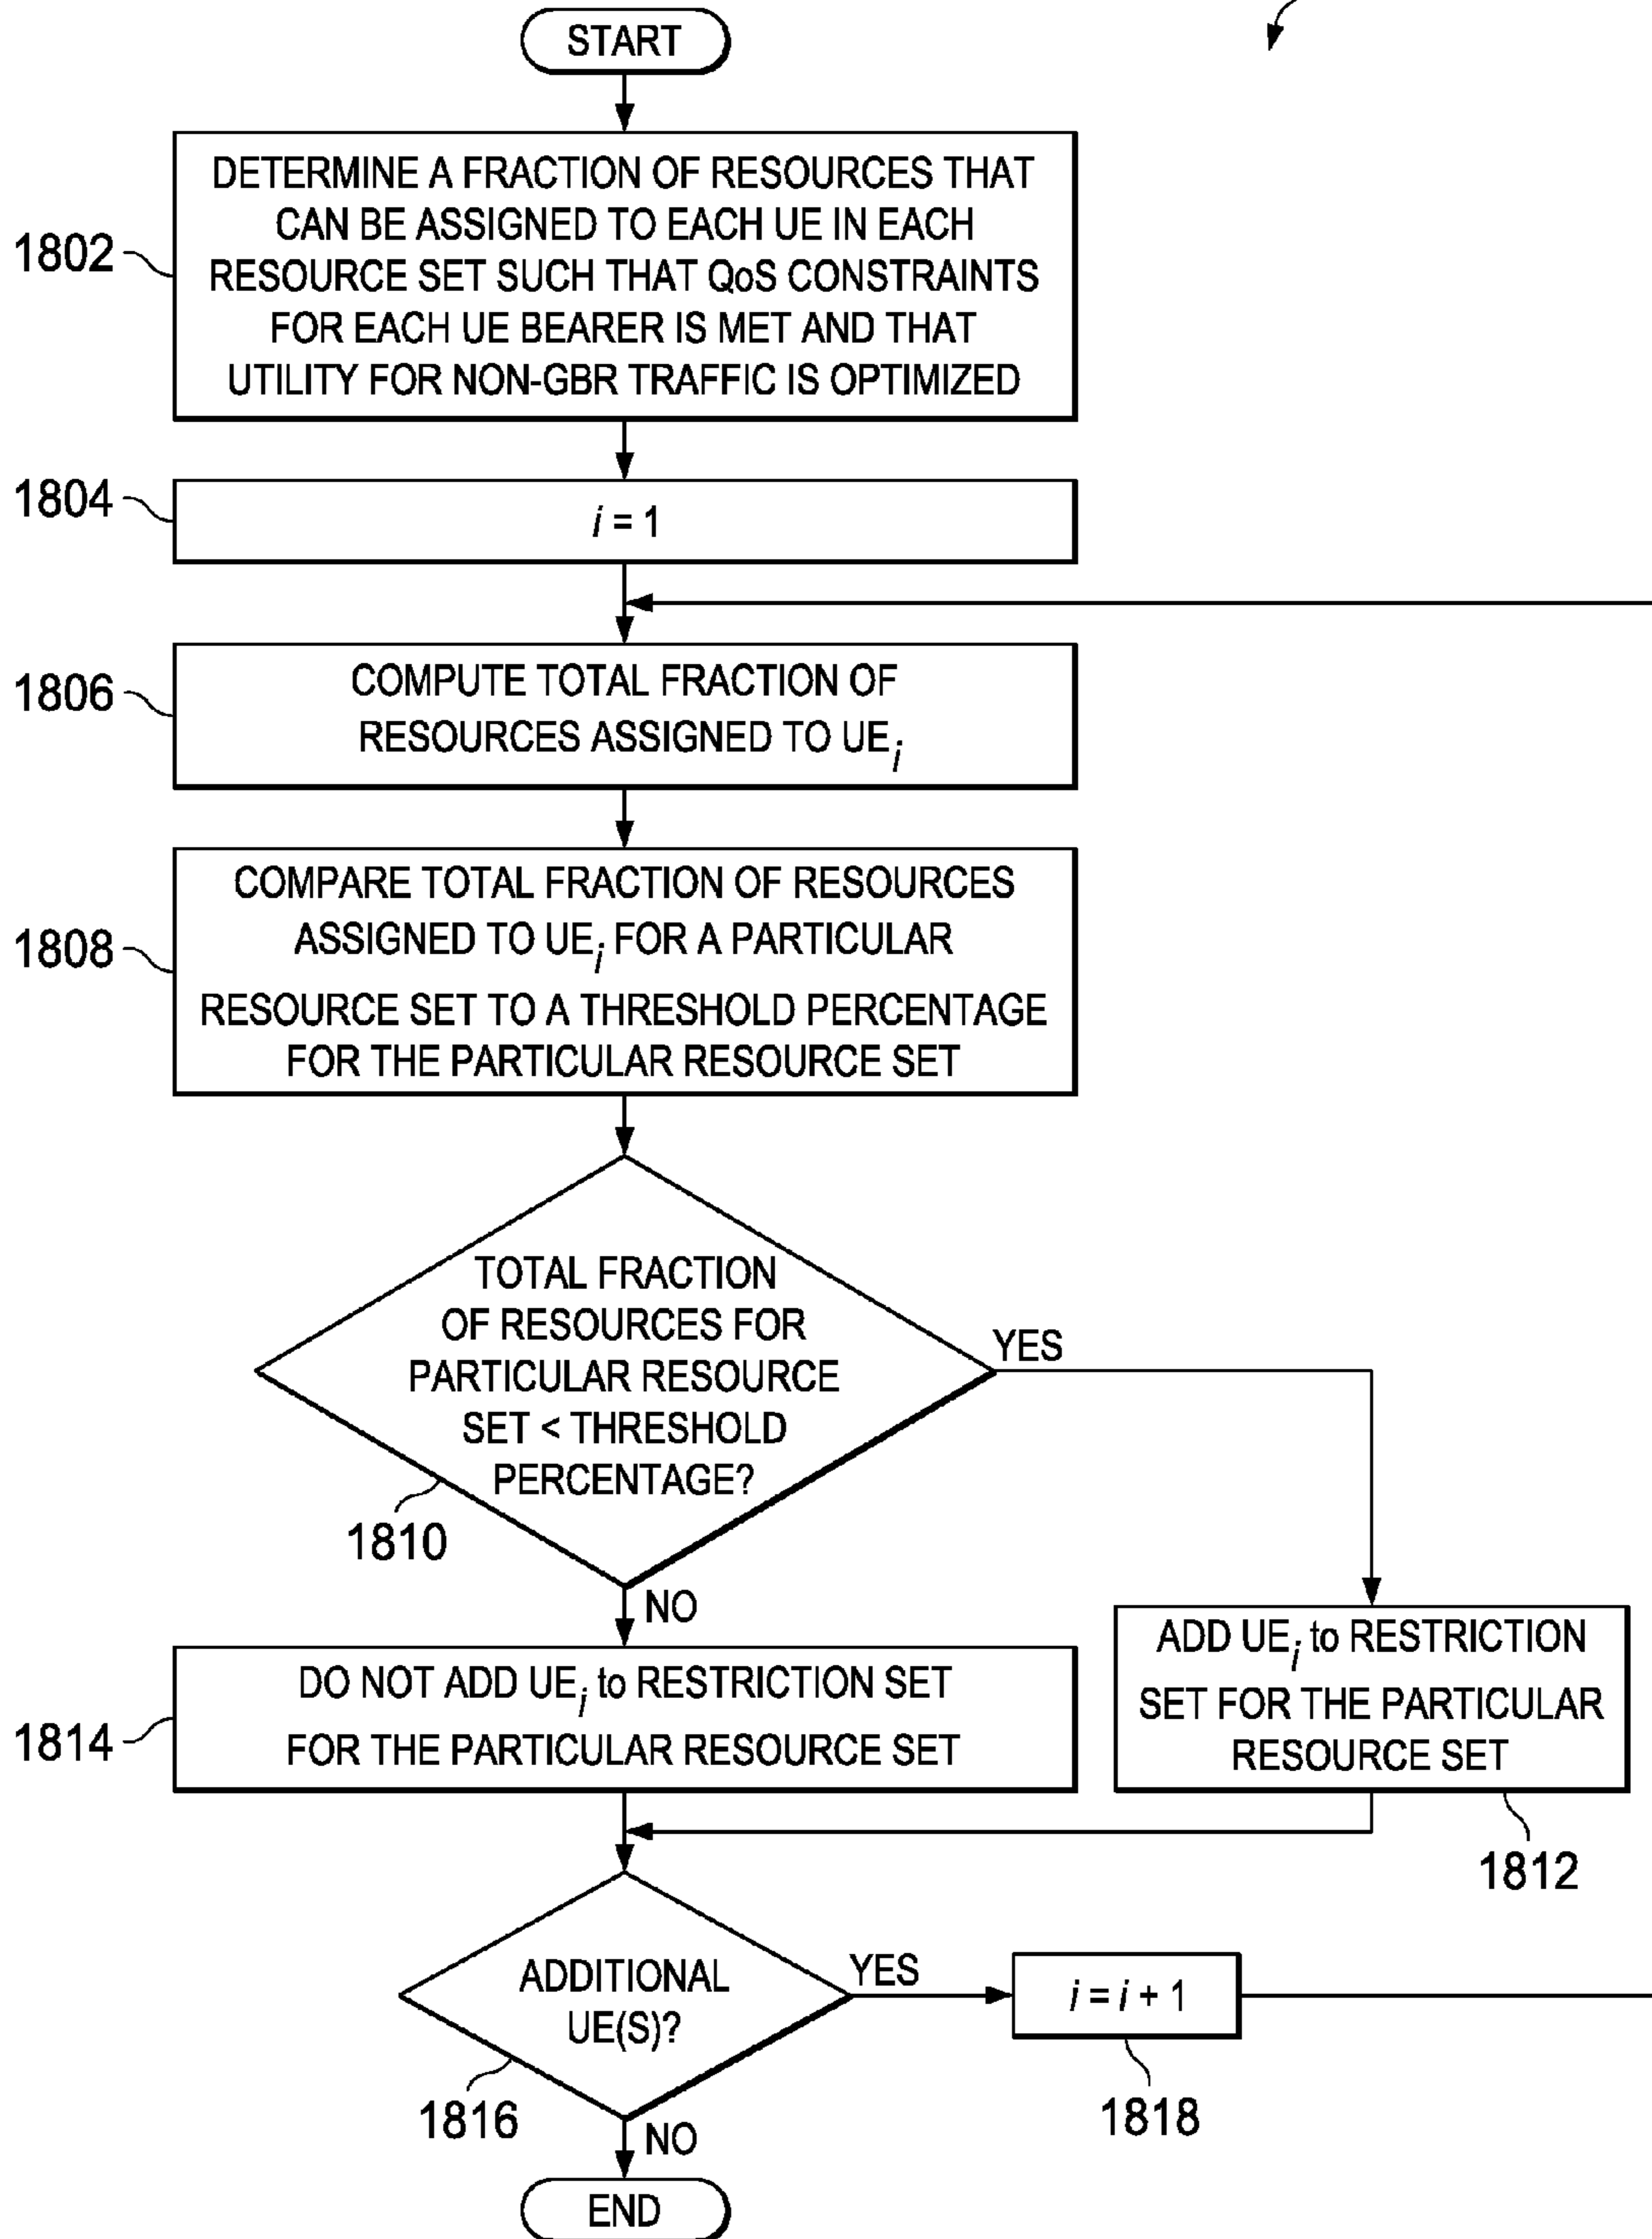 START
1802
DETERMINE A FRACTION OF RESOURCES THAT
CAN BE ASSIGNED TO EACH UE IN EACH
RESOURCE SET SUCH THAT QoS CONSTRAINTS
FOR EACH UE BEARER IS MET AND THAT
UTILITY FOR NON-GBR TRAFFIC IS OPTIMIZED
1804
i = 1
1806
COMPUTE TOTAL FRACTION OF
RESOURCES ASSIGNED TO UEi
1808
COMPARE TOTAL FRACTION OF RESOURCES
ASSIGNED TO UEi FOR A PARTICULAR
RESOURCE SET TO A THRESHOLD PERCENTAGE
FOR THE PARTICULAR RESOURCE SET
TOTAL FRACTION
OF RESOURCES FOR
PARTICULAR RESOURCE
SET < THRESHOLD
PERCENTAGE?
YES
1810
NO
1814
DO NOT ADD UEi to RESTRICTION SET
FOR THE PARTICULAR RESOURCE SET
ADD UEi to RESTRICTION
SET FOR THE PARTICULAR
RESOURCE SET
1812
ADDITIONAL
UE(S)?
YES
i = i + 1
1816
1818
NO
END